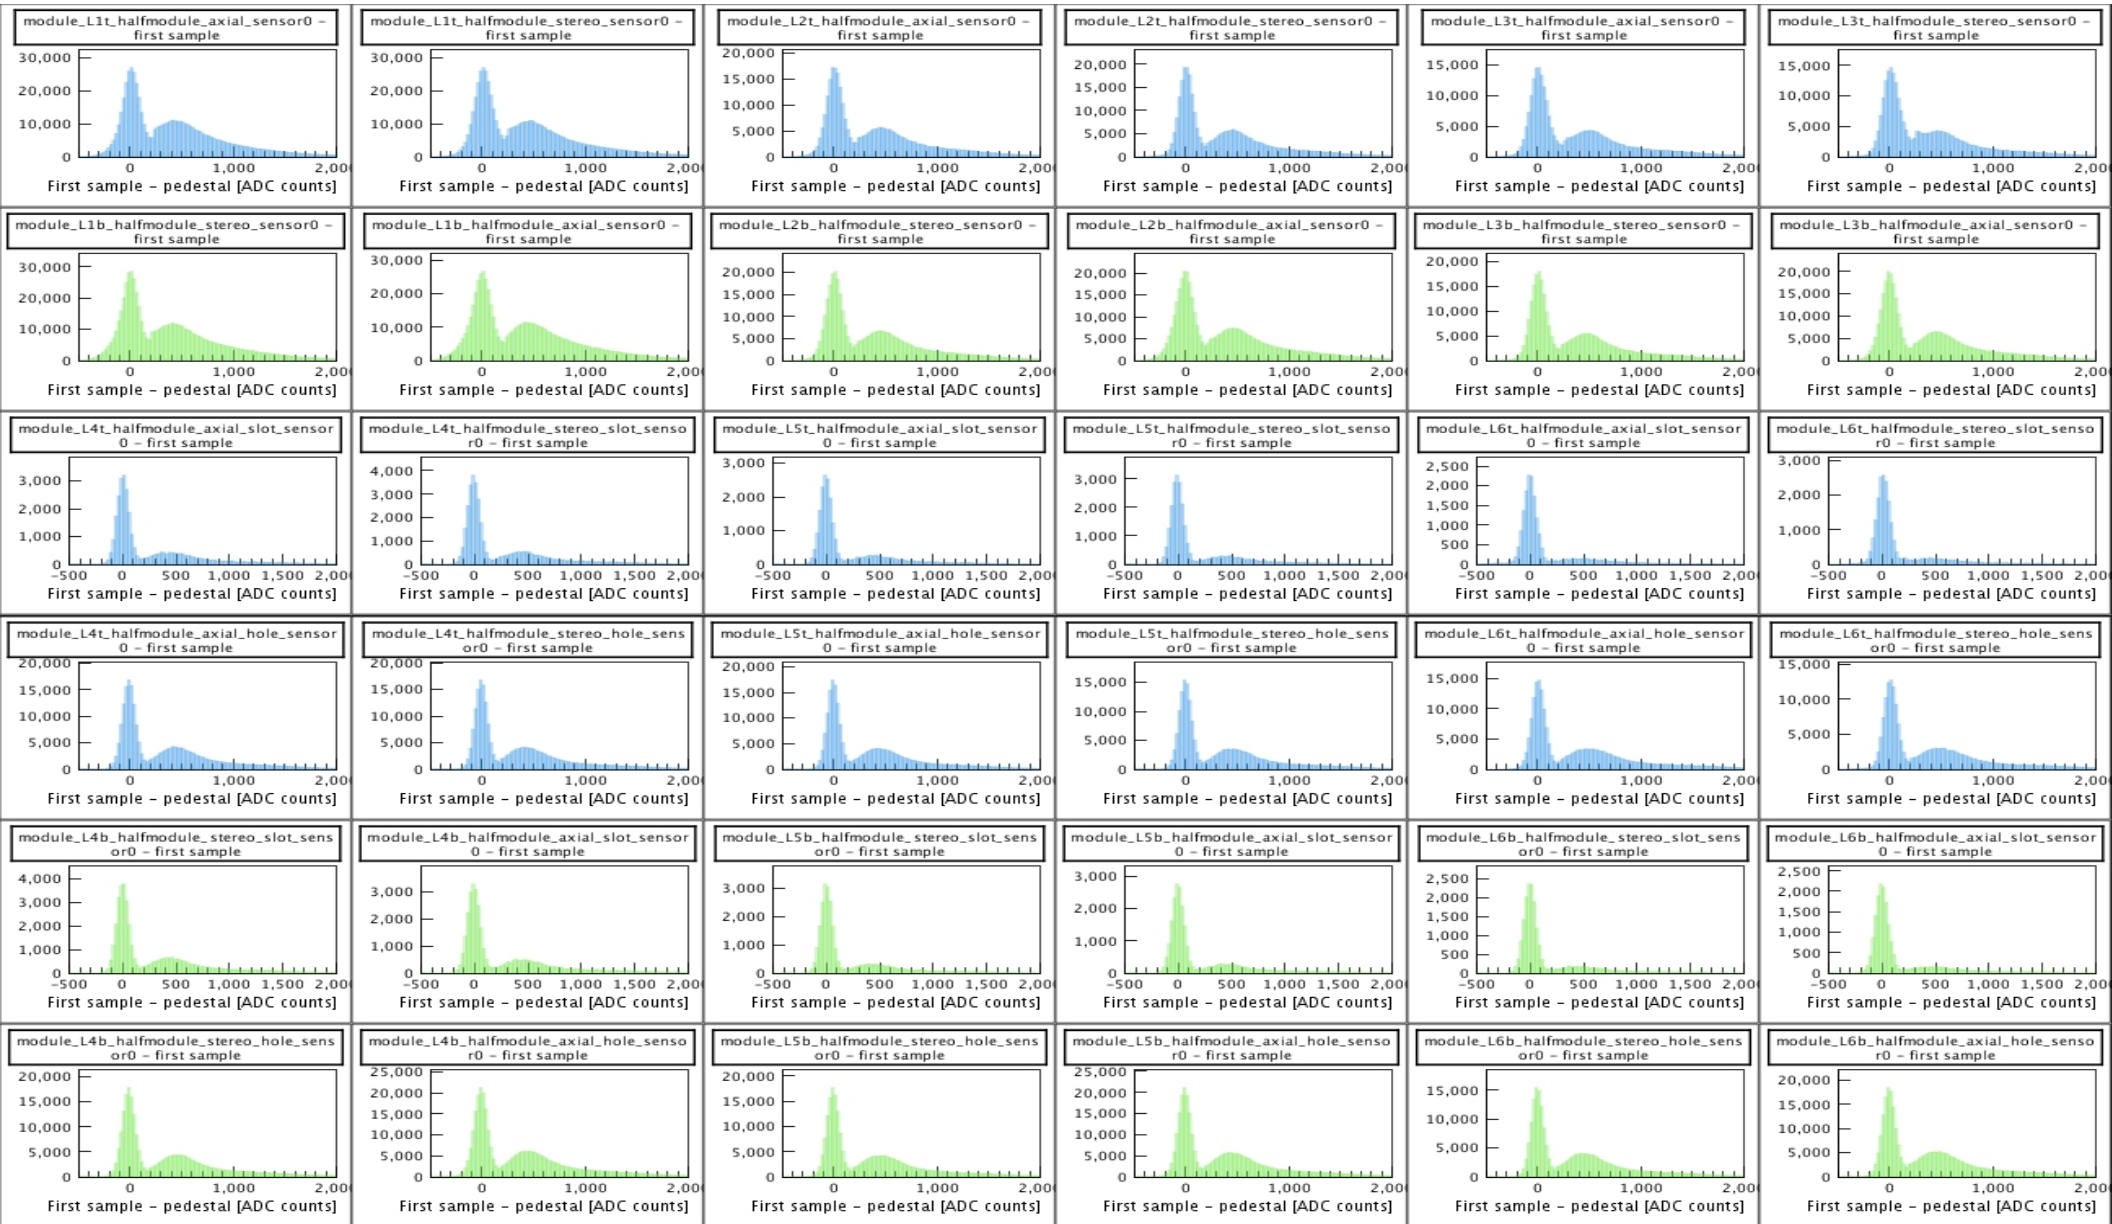 module_L1t_halfmodule_axial_sensor0 –
first sample
30,000
20,000
10,000
0
0 1,000 2,00
First sample – pedestal [ADC counts]
module_L1t_halfmodule_stereo_sensor0 –
first sample
30,000
20,000
10,000
0
0 1,000 2,00
First sample – pedestal [ADC counts]
module_L2t_halfmodule_axial_sensor0 –
first sample
20,000
15,000
10,000
5,000
0
0 1,000 2,00
First sample – pedestal [ADC counts]
module_L2t_halfmodule_stereo_sensor0 –
first sample
20,000
15,000
10,000
5,000
0
0 1,000 2,00
First sample – pedestal [ADC counts]
module_L3t_halfmodule_axial_sensor0 –
first sample
15,000
10,000
5,000
0
0 1,000 2,00
First sample – pedestal [ADC counts]
module_L3t_halfmodule_stereo_sensor0 –
first sample
15,000
10,000
5,000
0
0 1,000 2,00
First sample – pedestal [ADC counts]
module_L1b_halfmodule_stereo_sensor0 –
first sample
30,000
20,000
10,000
0
0 1,000 2,00
First sample – pedestal [ADC counts]
module_L1b_halfmodule_axial_sensor0 –
first sample
30,000
20,000
10,000
0
0 1,000 2,00
First sample – pedestal [ADC counts]
module_L2b_halfmodule_stereo_sensor0 –
first sample
20,000
15,000
10,000
5,000
0
0 1,000 2,00
First sample – pedestal [ADC counts]
module_L2b_halfmodule_axial_sensor0 –
first sample
20,000
15,000
10,000
5,000
0
0 1,000 2,00
First sample – pedestal [ADC counts]
module_L3b_halfmodule_stereo_sensor0 –
first sample
20,000
15,000
10,000
5,000
0
0 1,000 2,00
First sample – pedestal [ADC counts]
module_L3b_halfmodule_axial_sensor0 –
first sample
20,000
15,000
10,000
5,000
0
0 1,000 2,00
First sample – pedestal [ADC counts]
module_L4t_halfmodule_axial_slot_sensor
0 – first sample
3,000
2,000
1,000
0
–500 0 500 1,000 1,500 2,00
First sample – pedestal [ADC counts]
module_L4t_halfmodule_stereo_slot_senso
r0 – first sample
4,000
3,000
2,000
1,000
0
–500 0 500 1,000 1,500 2,00
First sample – pedestal [ADC counts]
module_L5t_halfmodule_axial_slot_sensor
0 – first sample
3,000
2,000
1,000
0
–500 0 500 1,000 1,500 2,00
First sample – pedestal [ADC counts]
module_L5t_halfmodule_stereo_slot_senso
r0 – first sample
3,000
2,000
1,000
0
–500 0 500 1,000 1,500 2,00
First sample – pedestal [ADC counts]
module_L6t_halfmodule_axial_slot_sensor
0 – first sample
2,500
2,000
1,500
1,000
500
0
–500 0 500 1,000 1,500 2,00
First sample – pedestal [ADC counts]
module_L6t_halfmodule_stereo_slot_senso
r0 – first sample
3,000
2,000
1,000
0
–500 0 500 1,000 1,500 2,00
First sample – pedestal [ADC counts]
module_L4t_halfmodule_axial_hole_sensor
0 – first sample
20,000
15,000
10,000
5,000
0
0 1,000 2,00
First sample – pedestal [ADC counts]
module_L4t_halfmodule_stereo_hole_sens
or0 – first sample
20,000
15,000
10,000
5,000
0
0 1,000 2,00
First sample – pedestal [ADC counts]
module_L5t_halfmodule_axial_hole_sensor
0 – first sample
20,000
15,000
10,000
5,000
0
0 1,000 2,00
First sample – pedestal [ADC counts]
module_L5t_halfmodule_stereo_hole_sens
or0 – first sample
15,000
10,000
5,000
0
0 1,000 2,00
First sample – pedestal [ADC counts]
module_L6t_halfmodule_axial_hole_sensor
0 – first sample
15,000
10,000
5,000
0
0 1,000 2,00
First sample – pedestal [ADC counts]
module_L6t_halfmodule_stereo_hole_sens
or0 – first sample
15,000
10,000
5,000
0
0 1,000 2,00
First sample – pedestal [ADC counts]
module_L4b_halfmodule_stereo_slot_sens
or0 – first sample
4,000
3,000
2,000
1,000
0
–500 0 500 1,000 1,500 2,00
First sample – pedestal [ADC counts]
module_L4b_halfmodule_axial_slot_sensor
0 – first sample
3,000
2,000
1,000
0
–500 0 500 1,000 1,500 2,00
First sample – pedestal [ADC counts]
module_L5b_halfmodule_stereo_slot_sens
or0 – first sample
3,000
2,000
1,000
0
–500 0 500 1,000 1,500 2,00
First sample – pedestal [ADC counts]
module_L5b_halfmodule_axial_slot_sensor
0 – first sample
3,000
2,000
1,000
0
–500 0 500 1,000 1,500 2,00
First sample – pedestal [ADC counts]
module_L6b_halfmodule_stereo_slot_sens
or0 – first sample
2,500
2,000
1,500
1,000
500
0
–500 0 500 1,000 1,500 2,00
First sample – pedestal [ADC counts]
module_L6b_halfmodule_axial_slot_sensor
0 – first sample
2,500
2,000
1,500
1,000
500
0
–500 0 500 1,000 1,500 2,00
First sample – pedestal [ADC counts]
module_L4b_halfmodule_stereo_hole_sens
or0 – first sample
20,000
15,000
10,000
5,000
0
0 1,000 2,00
First sample – pedestal [ADC counts]
module_L4b_halfmodule_axial_hole_senso
r0 – first sample
25,000
20,000
15,000
10,000
5,000
0
0 1,000 2,00
First sample – pedestal [ADC counts]
module_L5b_halfmodule_stereo_hole_sens
or0 – first sample
20,000
15,000
10,000
5,000
0
0 1,000 2,00
First sample – pedestal [ADC counts]
module_L5b_halfmodule_axial_hole_senso
r0 – first sample
25,000
20,000
15,000
10,000
5,000
0
0 1,000 2,00
First sample – pedestal [ADC counts]
module_L6b_halfmodule_stereo_hole_sens
or0 – first sample
15,000
10,000
5,000
0
0 1,000 2,00
First sample – pedestal [ADC counts]
module_L6b_halfmodule_axial_hole_senso
r0 – first sample
20,000
15,000
10,000
5,000
0
0 1,000 2,00
First sample – pedestal [ADC counts]